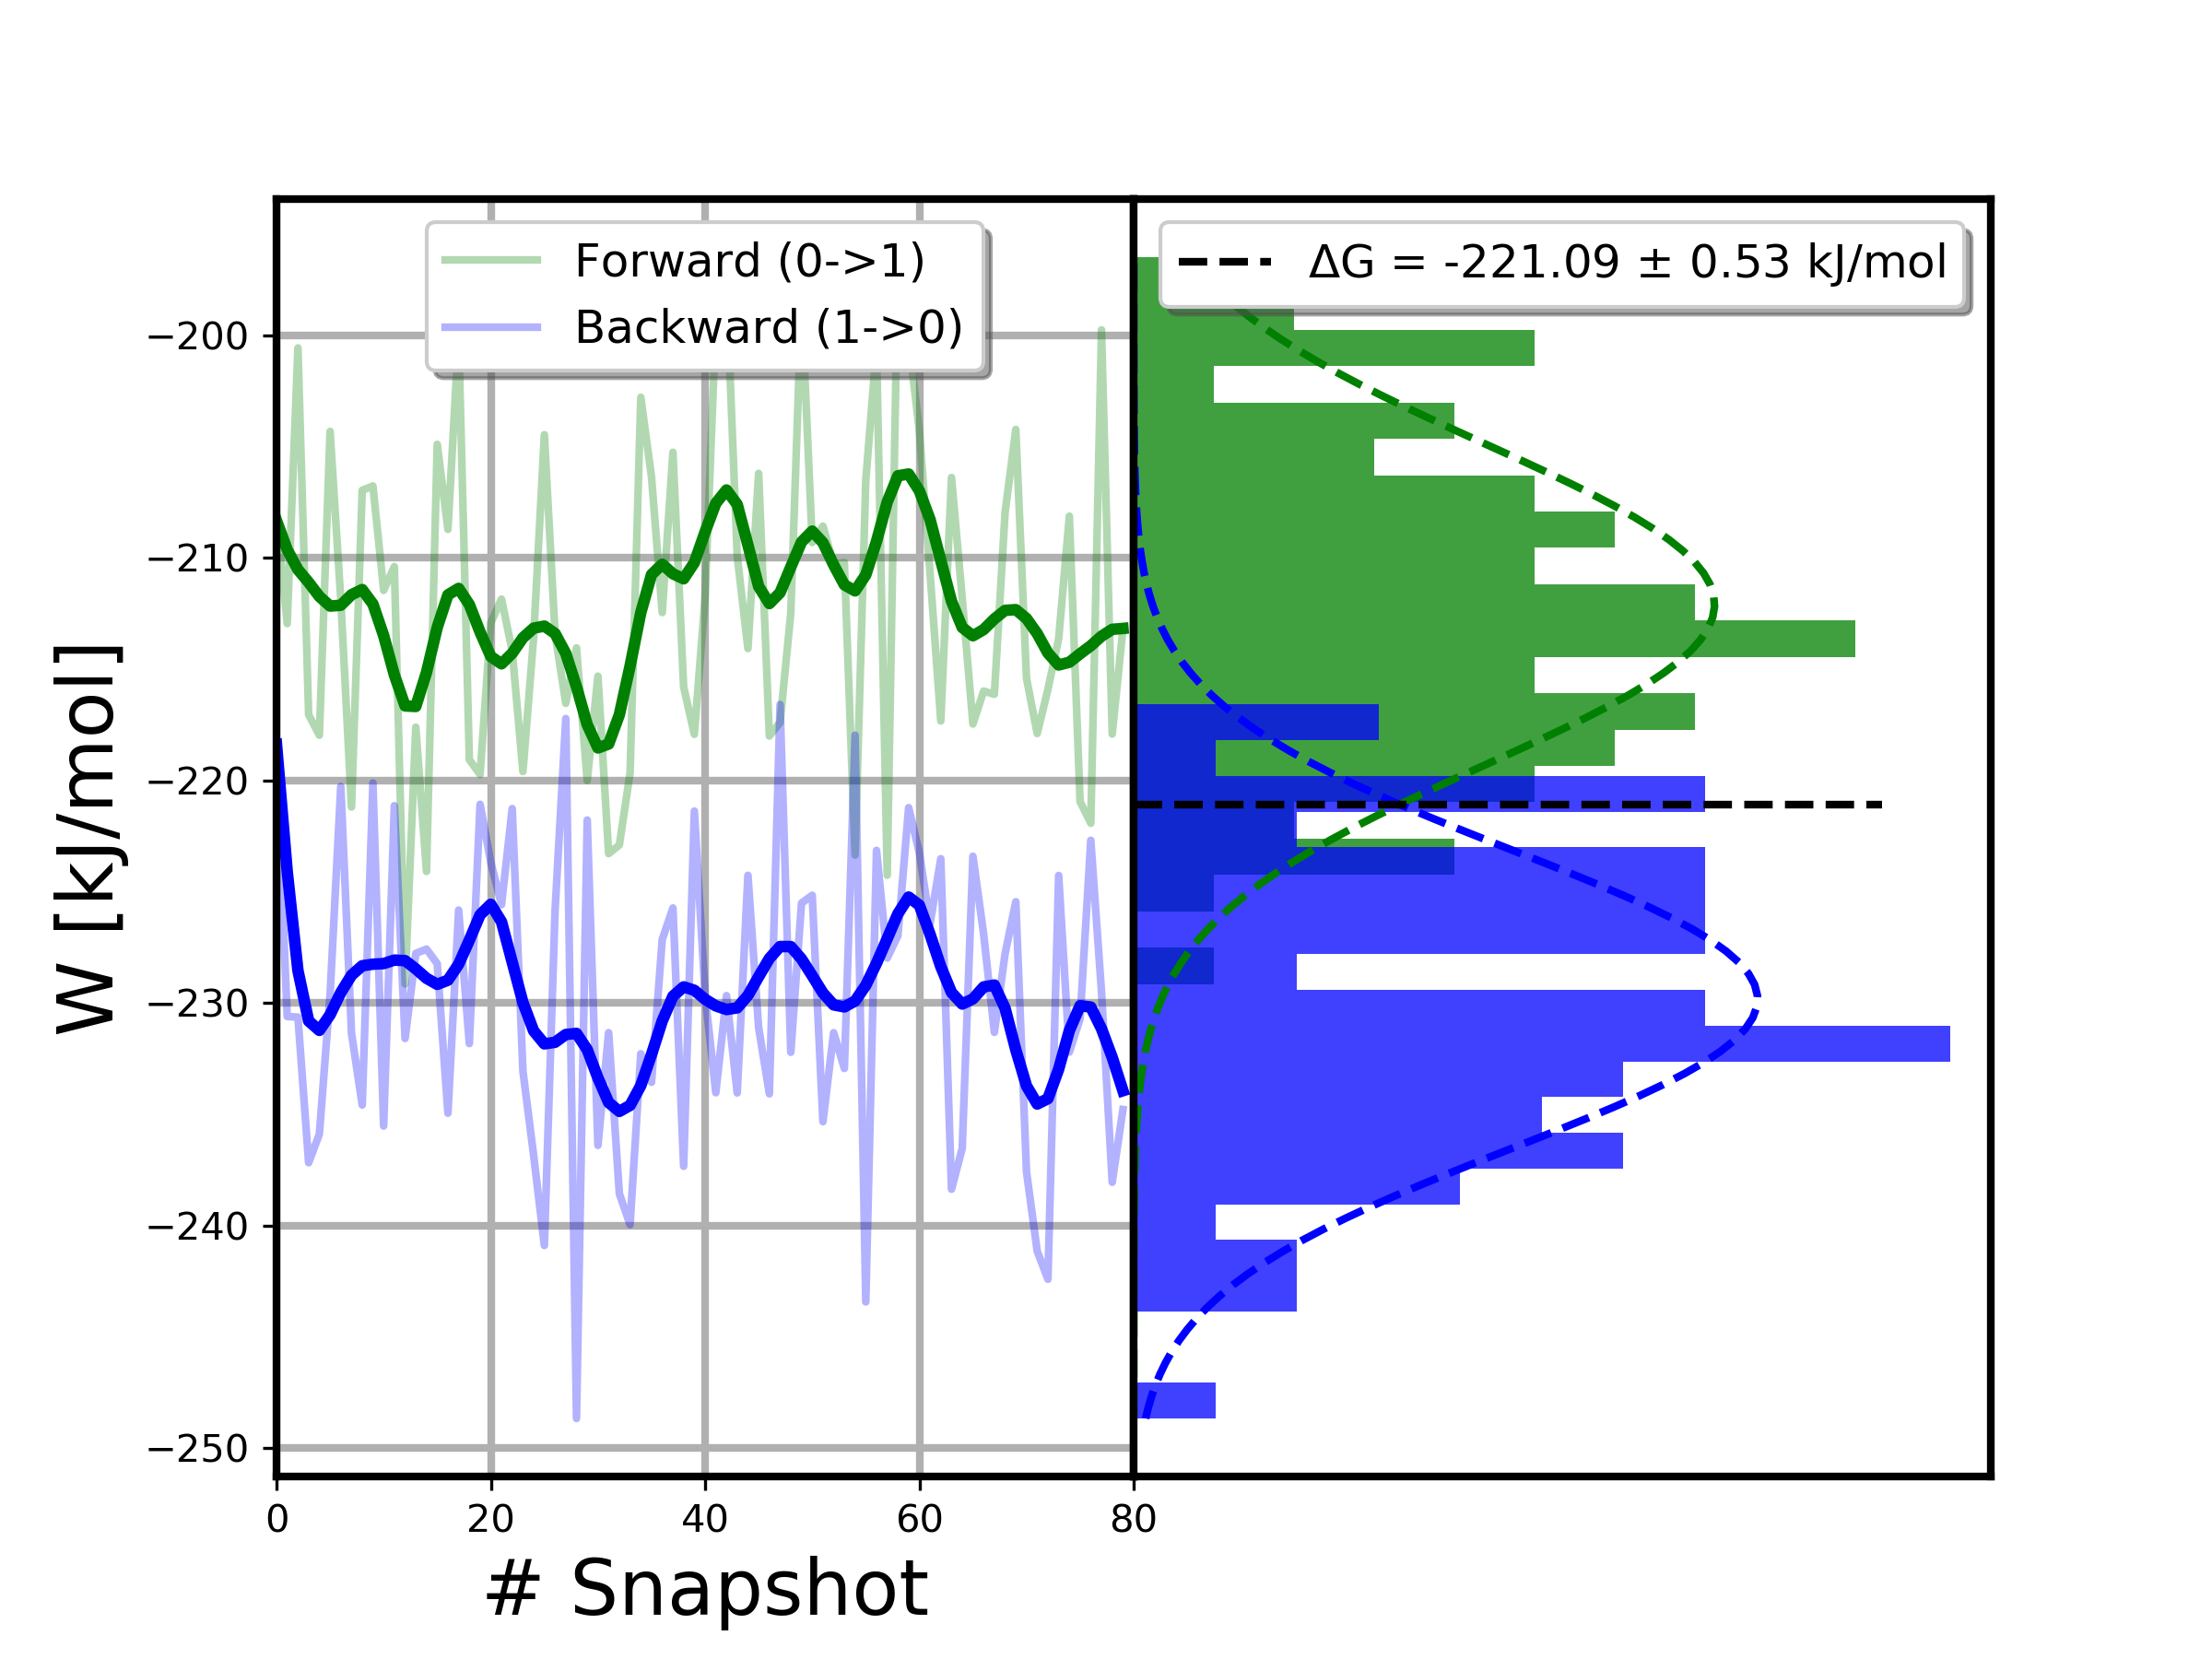 Forward (0->1)
Backward (1->0)
ΔG = -221.09 ± 0.53 kJ/mol
W [kJ/mol]
−200
−210
−220
−230
−240
−250
0 20 40 60 80
# Snapshot